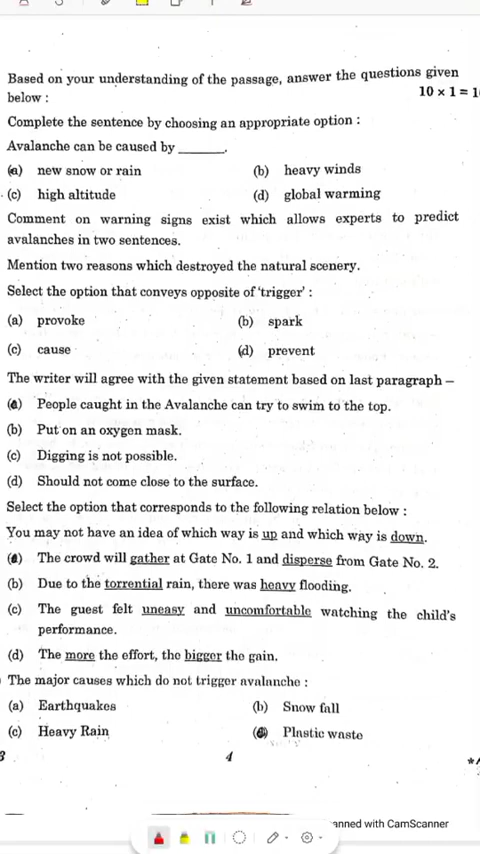 Based on your understanding of the passage, answer the questions given
below :
10 × 1 = 1
Complete the sentence by choosing an appropriate option :
Avalanche can be caused by ______.
(a) new snow or rain
(b) heavy winds
(c) high altitude
(d) global warming
Comment on warning signs exist which allows experts to predict
avalanches in two sentences.
Mention two reasons which destroyed the natural scenery.
Select the option that conveys opposite of 'trigger' :
(a) provoke
(b) spark
(c) cause
(d) prevent
The writer will agree with the given statement based on last paragraph –
(a) People caught in the Avalanche can try to swim to the top.
(b) Put on an oxygen mask.
(c) Digging is not possible.
(d) Should not come close to the surface.
Select the option that corresponds to the following relation below :
You may not have an idea of which way is up and which way is down.
(a) The crowd will gather at Gate No. 1 and disperse from Gate No. 2.
(b) Due to the torrential rain, there was heavy flooding.
(c) The guest felt uneasy and uncomfortable watching the child's
performance.
(d) The more the effort, the bigger the gain.
The major causes which do not trigger avalanche :
(a) Earthquakes
(b) Snow fall
(c) Heavy Rain
(d) Plastic waste
3
4
*
anned with CamScanner